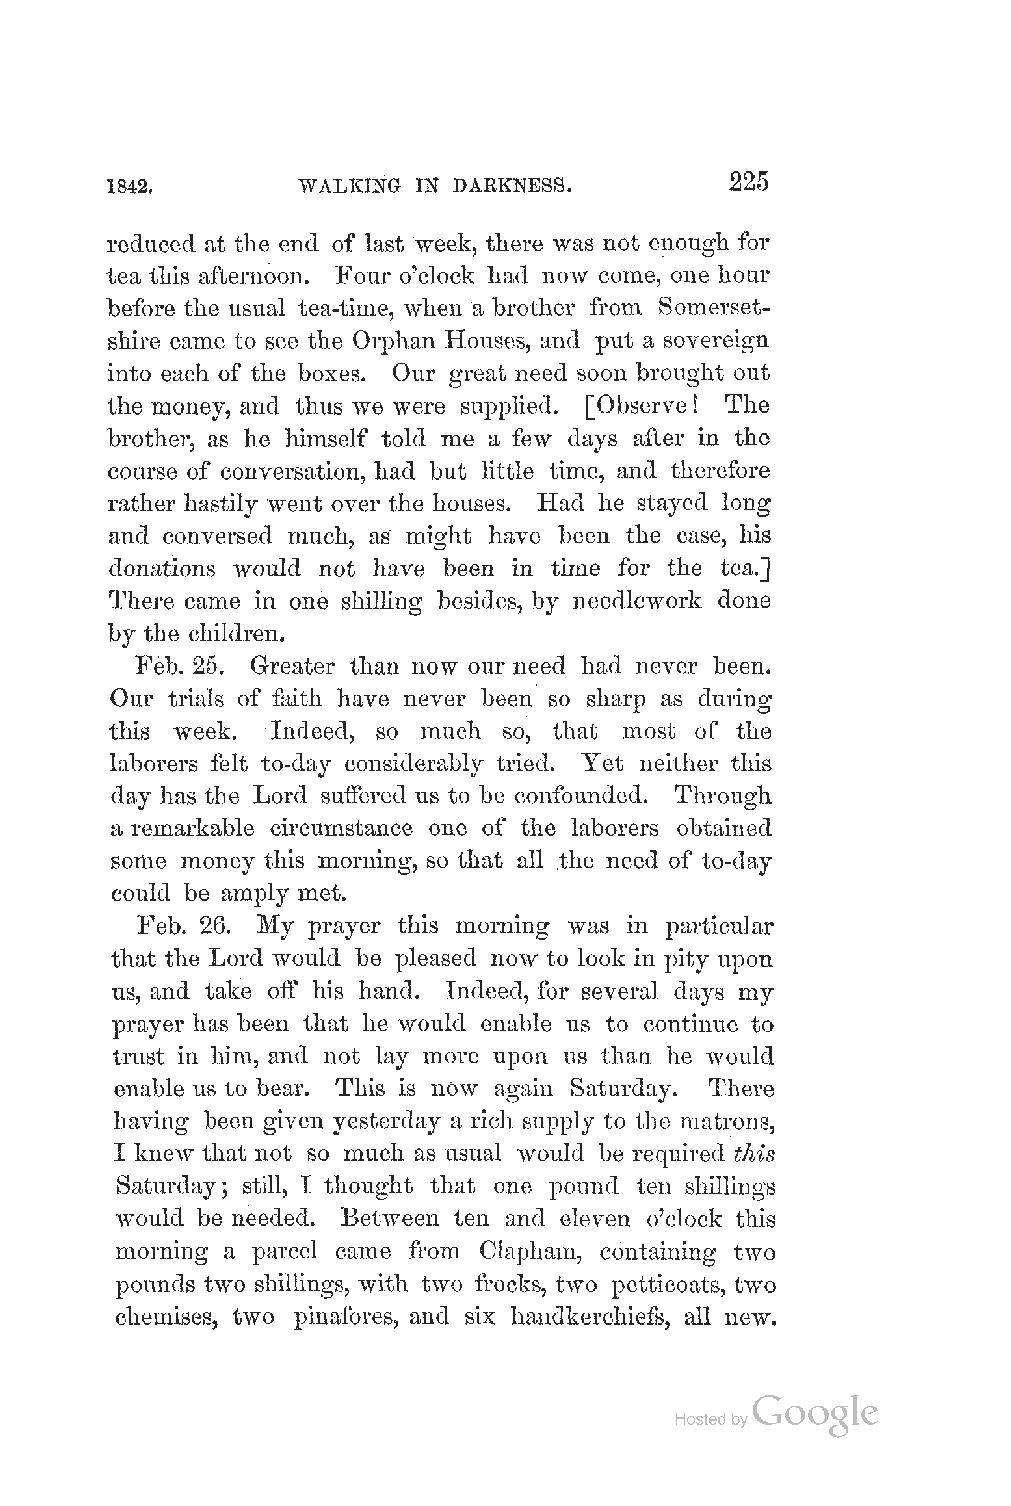 1842. WALKING IN DARKNESS. 225
reduced at the end of last week, there was not enough for
tea this afternoon. Four o'clock had now come, one hour
before the usual tea-time, when a brother from Somerset-
shire came to see the Orphan Houses, and put a sovereign
into each of the boxes. Our great need soon brought out
the money, and thus we were supplied. [Observe! The
brother, as he himself told me a few days after in the
course of conversation, had but little time, and therefore
rather hastily went over the houses. Had he stayed long
and conversed much, as might have been the case, his
donations would not have been in time for the tea.]
There came in one shilling besides, by needlework done
by the children.
Feb. 25. Greater than now our need had never been.
Our trials of faith have never been so sharp as during
this week. Indeed, so much so, that most of the
laborers felt to-day considerably tried. Yet neither this
day has the Lord suffered us to be confounded. Through
a remarkable circumstance one of the laborers obtained
some money this morning, so that all the need of to-day
could be amply met.
Feb. 26. My prayer this morning was in particular
that the Lord would be pleased now to look in pity upon
us, and take off his hand. Indeed, for several days my
prayer has been that he would enable us to continue to
trust in him, and not lay more upon us than he would
enable us to bear. This is now again Saturday. There
having been given yesterday a rich supply to the matrons,
I knew that not so much as usual would be required this
Saturday; still, I thought that one pound ten shillings
would be needed. Between ten and eleven o'clock this
morning a parcel came from Clapham, containing two
pounds two shillings, with two frocks, two petticoats, two
chemises, two pinafores, and six handkerchiefs, all new.
Hosted by Google